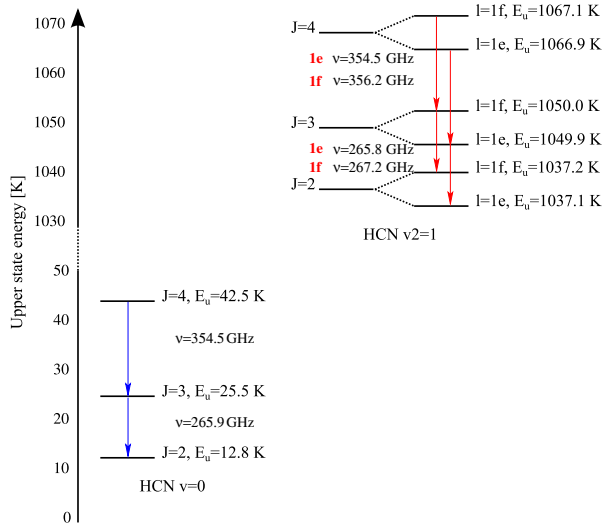 Upper state energy [K]
1070
1060
1050
1040
1030
50
40
30
20
10
0
J=4, Eu=42.5 K
ν=354.5 GHz
J=3, Eu=25.5 K
ν=265.9 GHz
J=2, Eu=12.8 K
HCN v=0
J=4
l=1f, Eu=1067.1 K
l=1e, Eu=1066.9 K
1e ν=354.5 GHz
1f ν=356.2 GHz
J=3
l=1f, Eu=1050.0 K
l=1e, Eu=1049.9 K
1e ν=265.8 GHz
1f ν=267.2 GHz
J=2
l=1f, Eu=1037.2 K
l=1e, Eu=1037.1 K
HCN v2=1